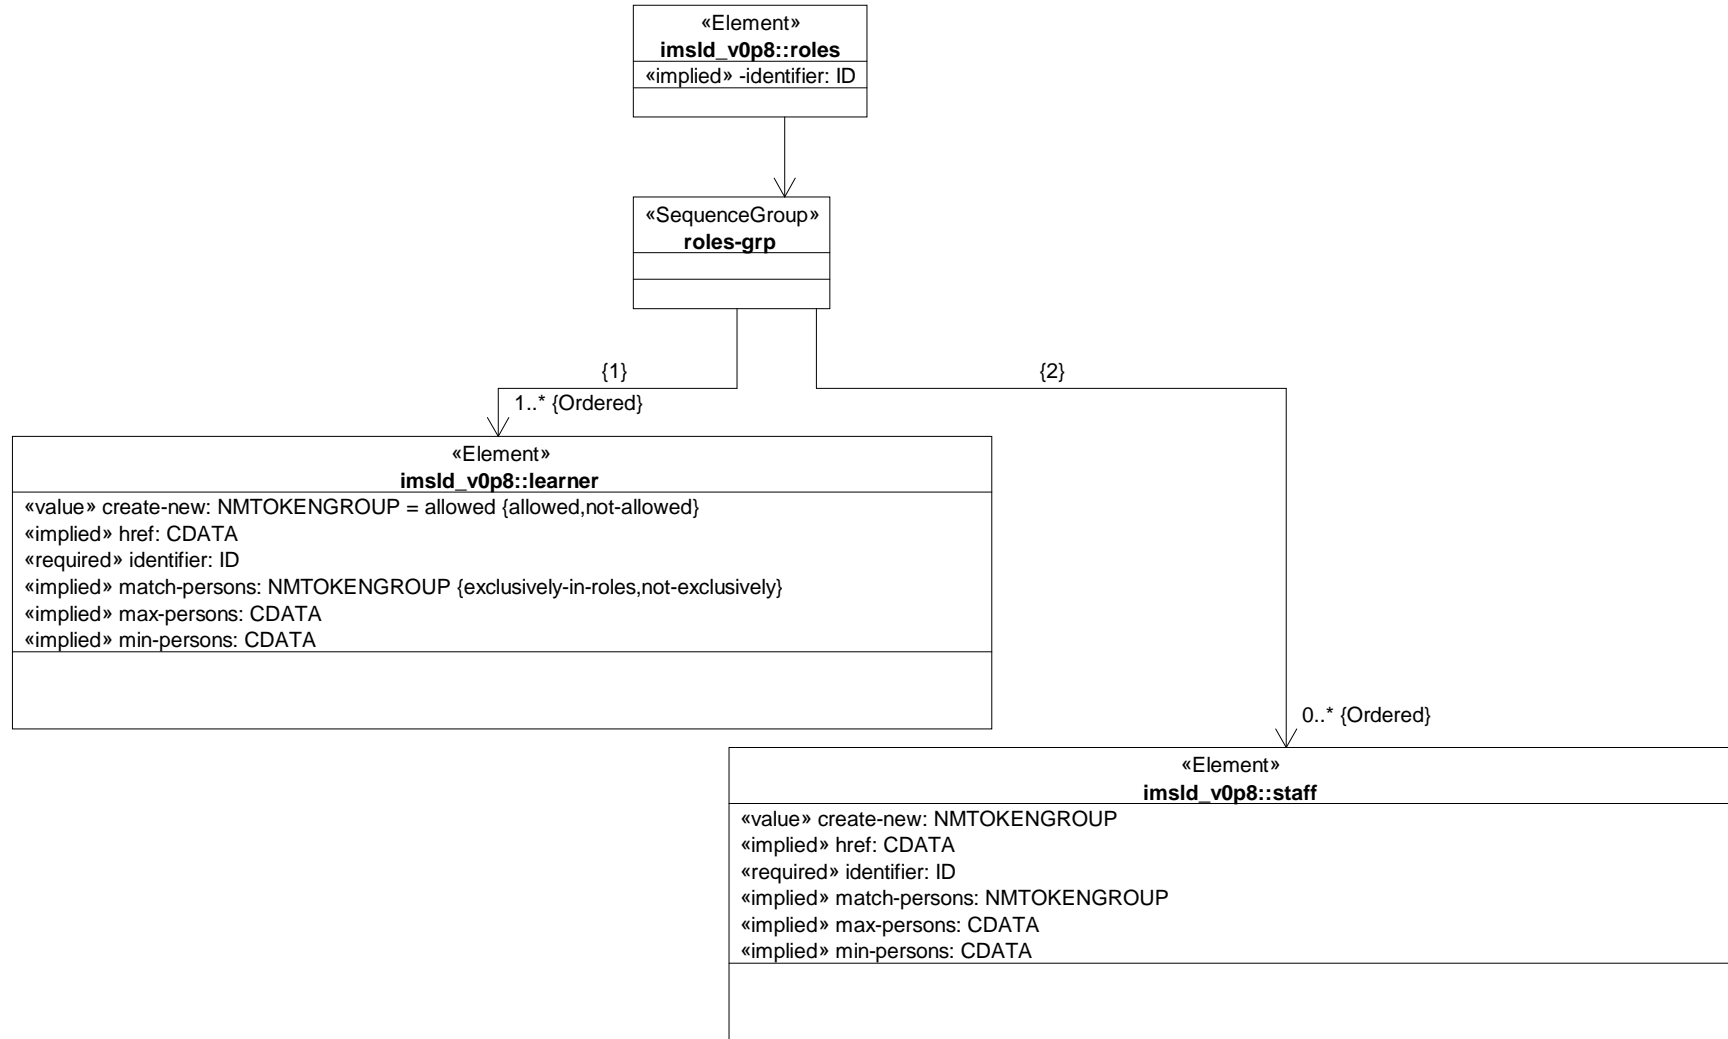 «Element»
imsld_v0p8::roles
«implied» -identifier: ID
«SequenceGroup»
roles-grp
{1}
{2}
1..* {Ordered}
«Element»
imsld_v0p8::learner
«value» create-new: NMTOKENGROUP = allowed {allowed,not-allowed}
«implied» href: CDATA
«required» identifier: ID
«implied» match-persons: NMTOKENGROUP {exclusively-in-roles,not-exclusively}
«implied» max-persons: CDATA
«implied» min-persons: CDATA
0..* {Ordered}
«Element»
imsld_v0p8::staff
«value» create-new: NMTOKENGROUP
«implied» href: CDATA
«required» identifier: ID
«implied» match-persons: NMTOKENGROUP
«implied» max-persons: CDATA
«implied» min-persons: CDATA